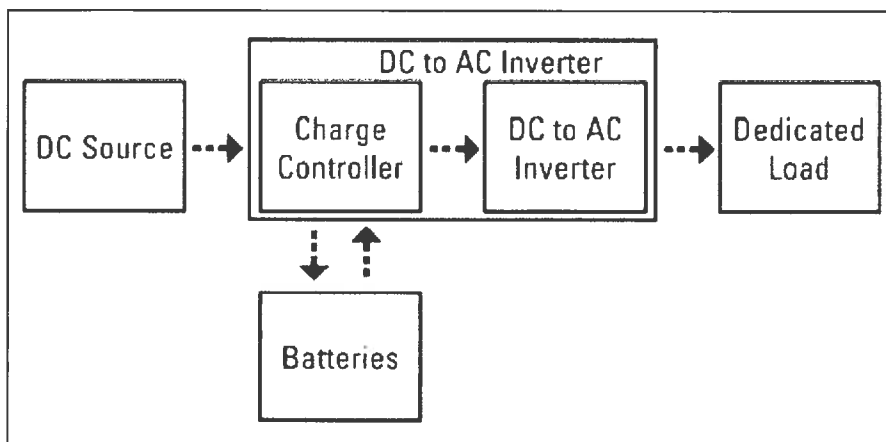 DC to AC Inverter
DC Source
Charge
Controller
DC to AC
Inverter
Dedicated
Load
Batteries